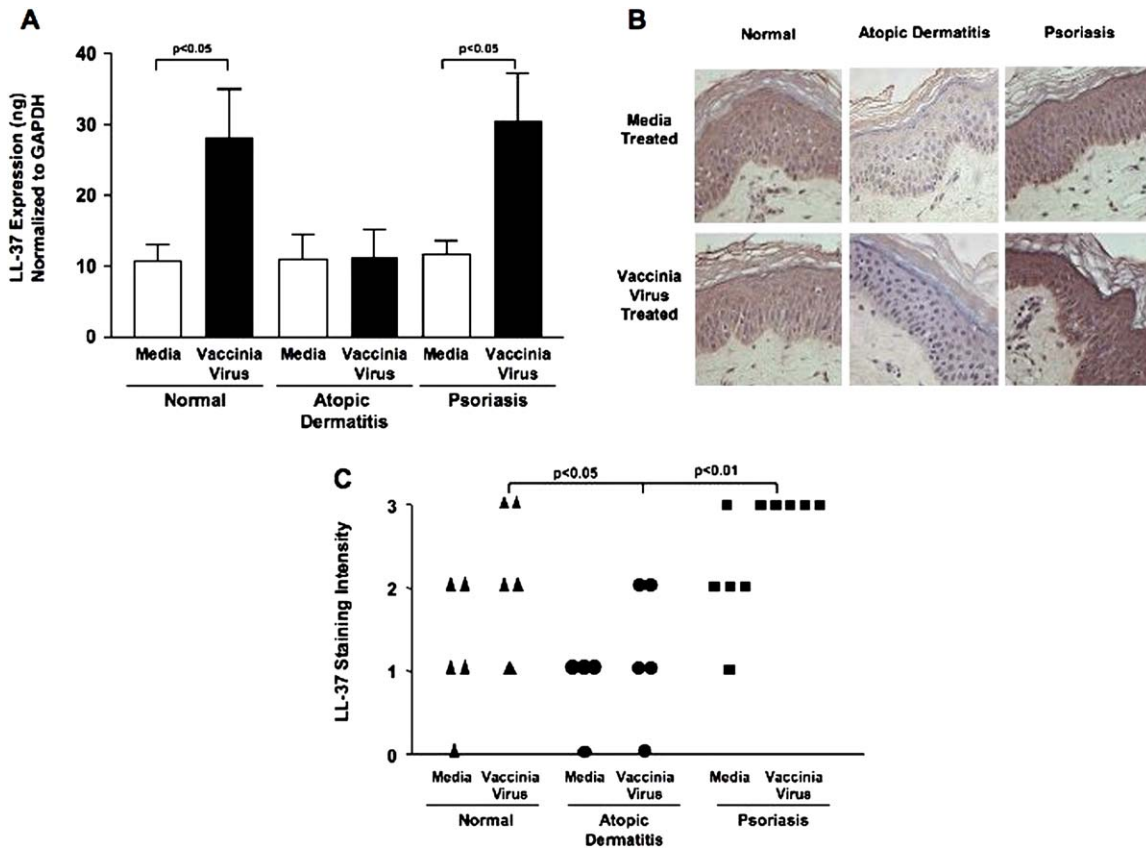 A
p<0.05
p<0.05
LL-37 Expression (ng)
Normalized to GAPDH
40
30
20
10
0
Media
Vaccinia
Virus
Media
Vaccinia
Virus
Media
Vaccinia
Virus
Normal
Atopic
Dermatitis
Psoriasis
B
Normal
Atopic Dermatitis
Psoriasis
Media
Treated
Vaccinia
Virus
Treated
C
p<0.05
p<0.01
LL-37 Staining Intensity
3
2
1
0
Media
Vaccinia
Virus
Media
Vaccinia
Virus
Media
Vaccinia
Virus
Normal
Atopic
Dermatitis
Psoriasis